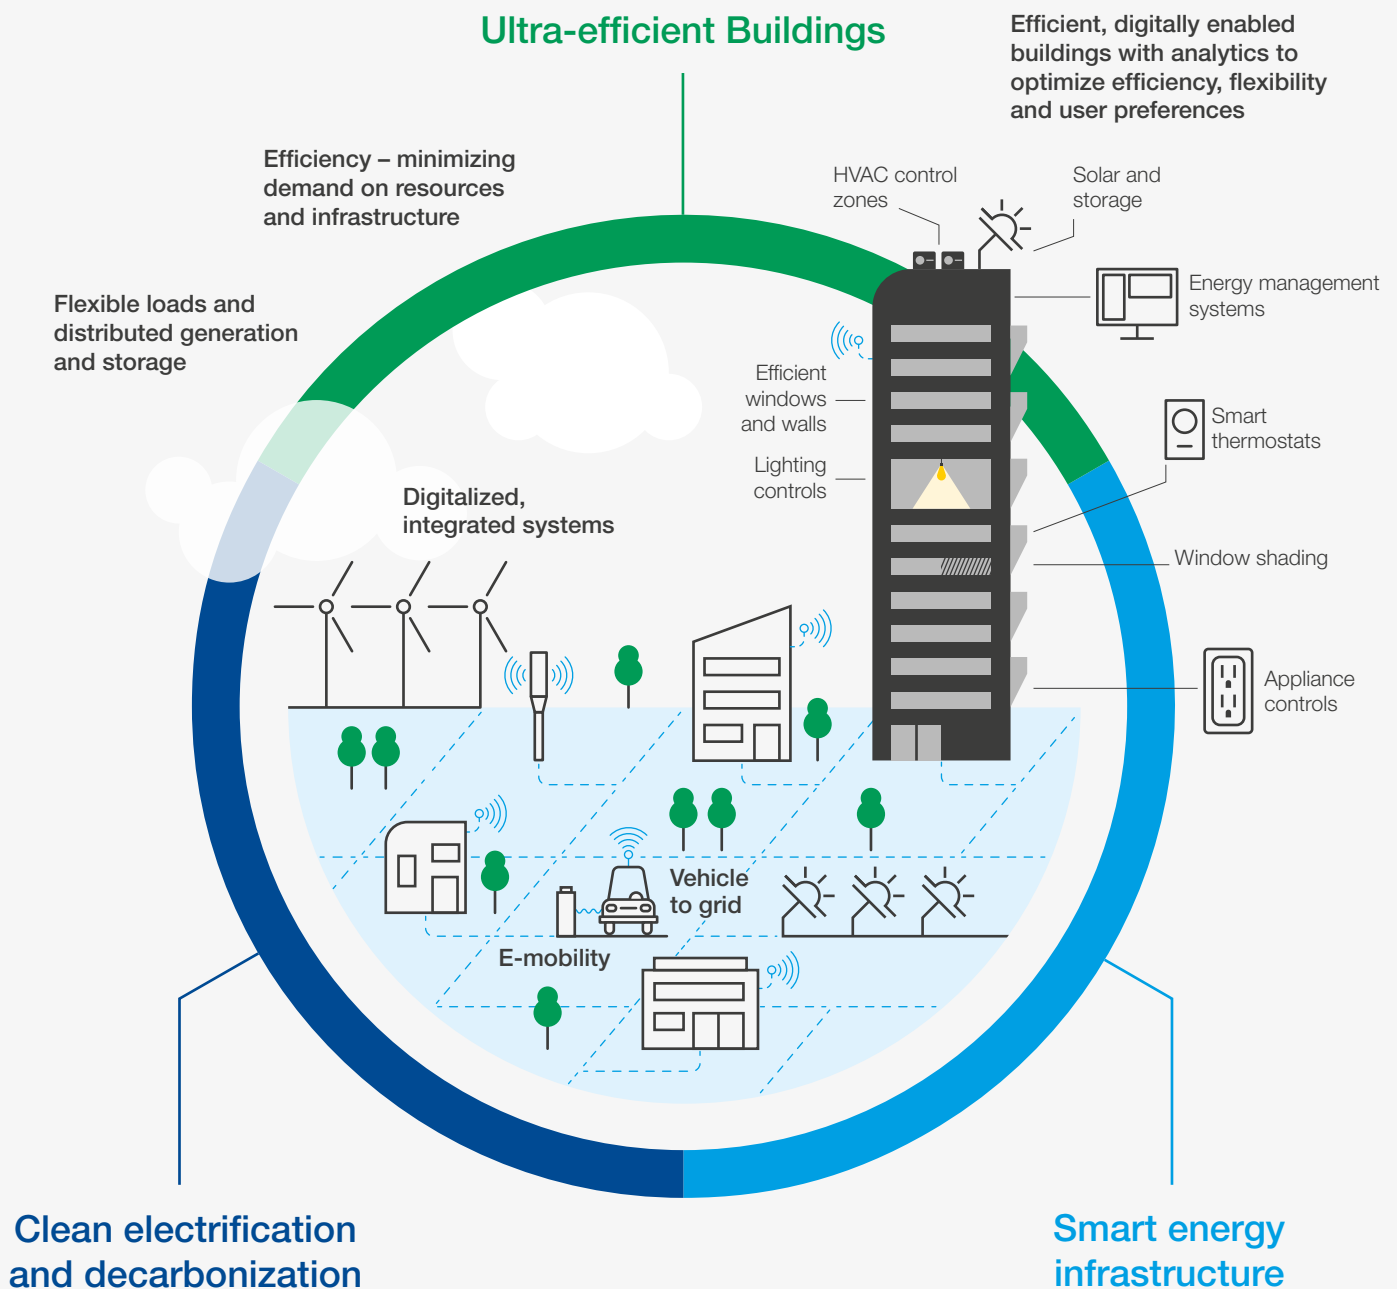 Ultra-efficient Buildings
Efficient, digitally enabled
buildings with analytics to
optimize efficiency, flexibility
and user preferences
Efficiency – minimizing
demand on resources
and infrastructure
Flexible loads and
distributed generation
and storage
HVAC control
zones
Solar and
storage
Energy management
systems
Efficient
windows
and walls
Smart
thermostats
Lighting
controls
Digitalized,
integrated systems
Window shading
Appliance
controls
Vehicle
to grid
E-mobility
Clean electrification
and decarbonization
Smart energy
infrastructure